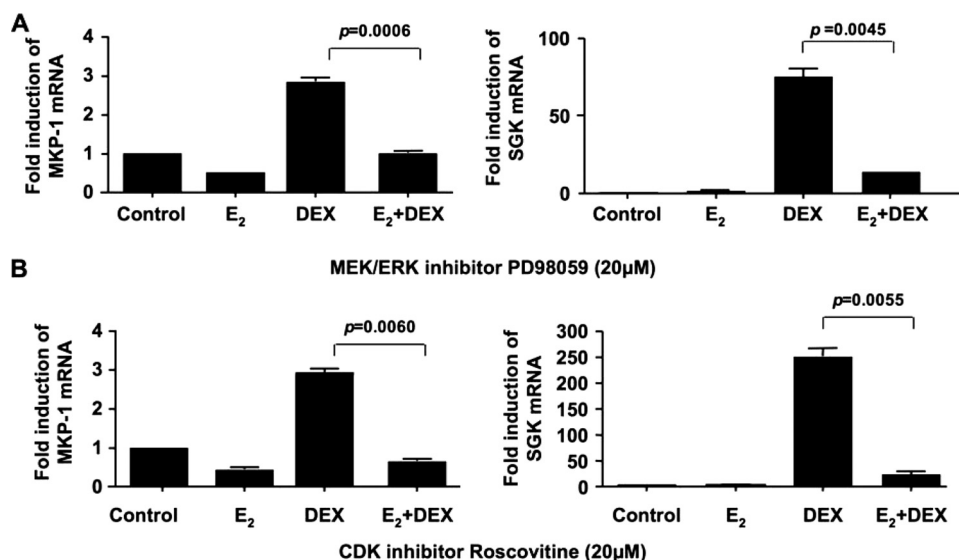 A
p=0.0006
Fold induction of
MKP-1 mRNA
4
3
2
1
0
Control E₂ DEX E₂+DEX
p =0.0045
Fold induction of
SGK mRNA
100
50
0
Control E₂ DEX E₂+DEX
MEK/ERK inhibitor PD98059 (20µM)
B
p=0.0060
Fold induction of
MKP-1 mRNA
4
3
2
1
0
Control E₂ DEX E₂+DEX
p=0.0055
Fold induction of
SGK mRNA
300
250
200
150
100
50
0
Control E₂ DEX E₂+DEX
CDK inhibitor Roscovitine (20µM)